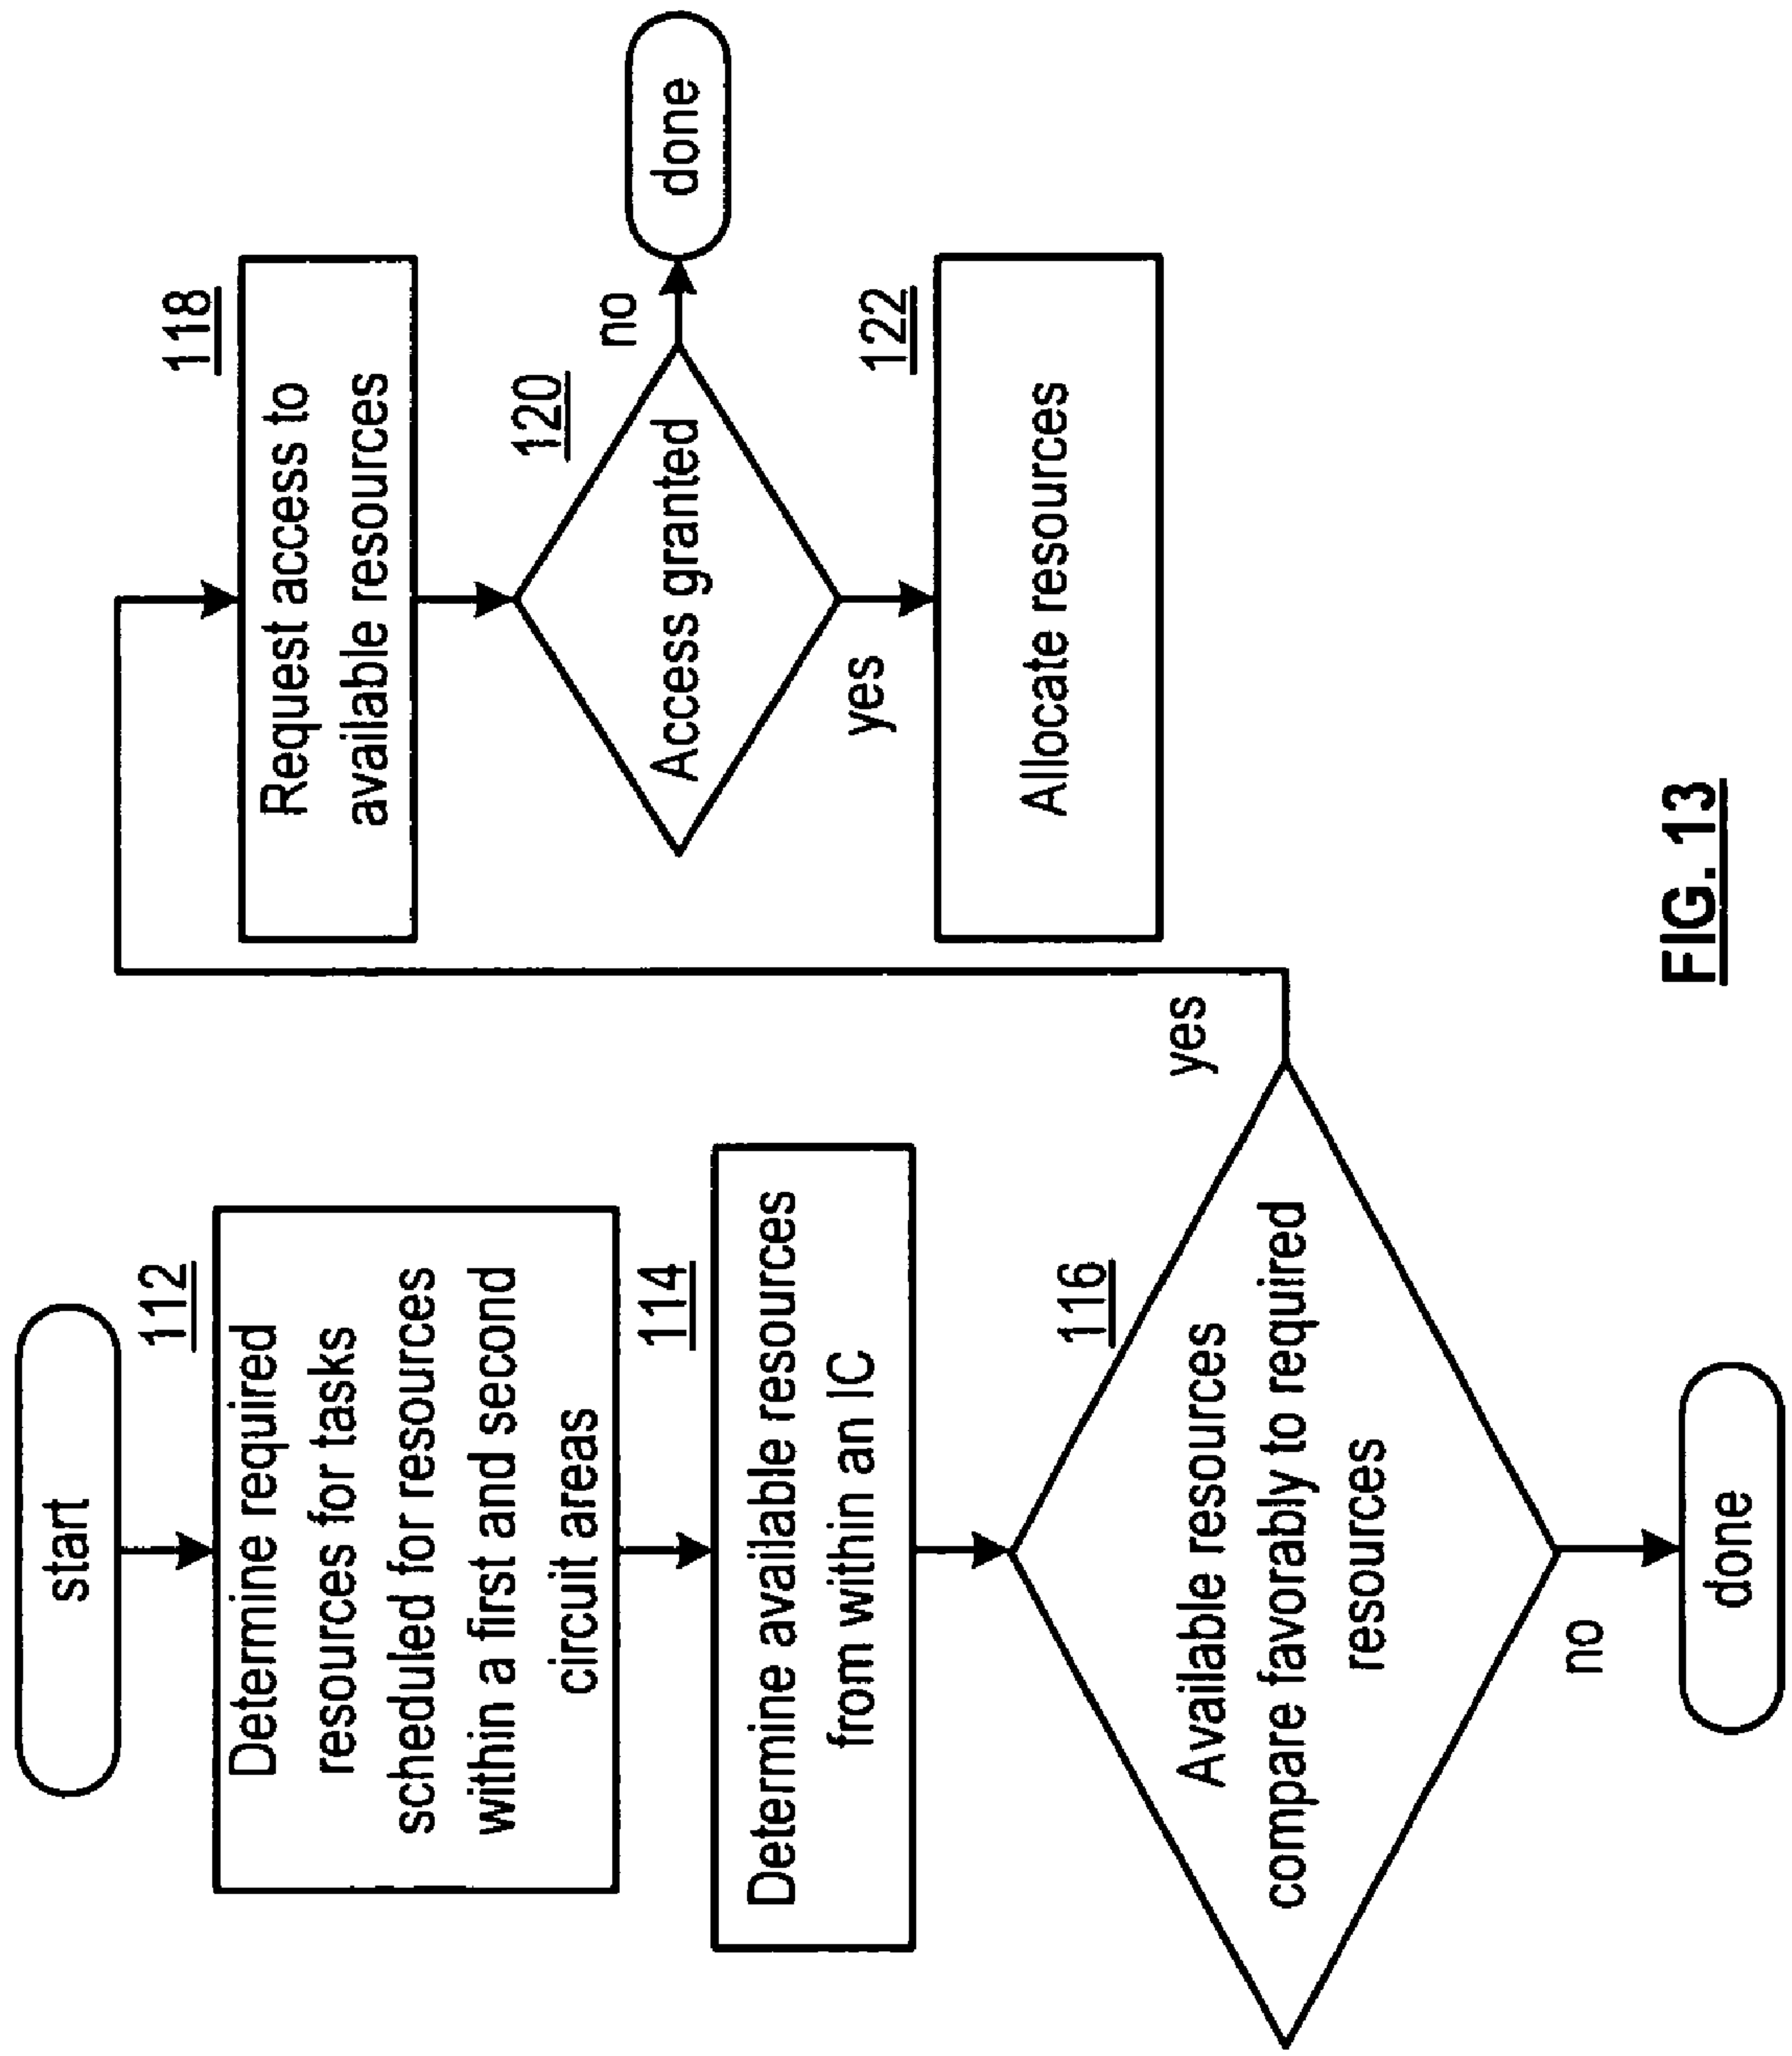 start
112
Determine required
resources for tasks
scheduled for resources
within a first and second
circuit areas
114
Determine available resources
from within an IC
116
Available resources
compare favorably to required
resources
yes
no
done
118
Request access to
available resources
120
Access granted
no
done
yes
122
Allocate resources
FIG. 13